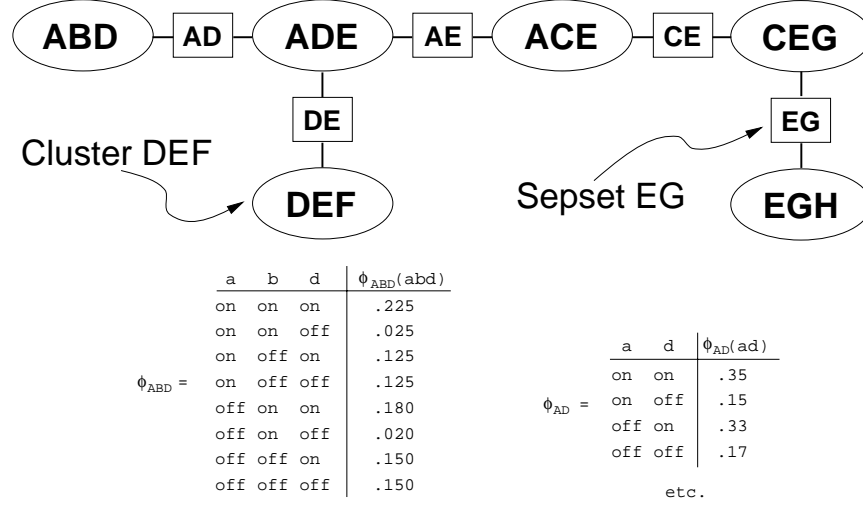 ABD AD ADE AE ACE CE CEG
DE EG
Cluster DEF
Sepset EG
DEF EGH
a b d ϕABD(abd)
on on on .225
on on off .025
on off on .125
ϕABD = on off off .125
off on on .180
off on off .020
off off on .150
off off off .150
a d ϕAD(ad)
on on .35
ϕAD = on off .15
off on .33
off off .17
etc.